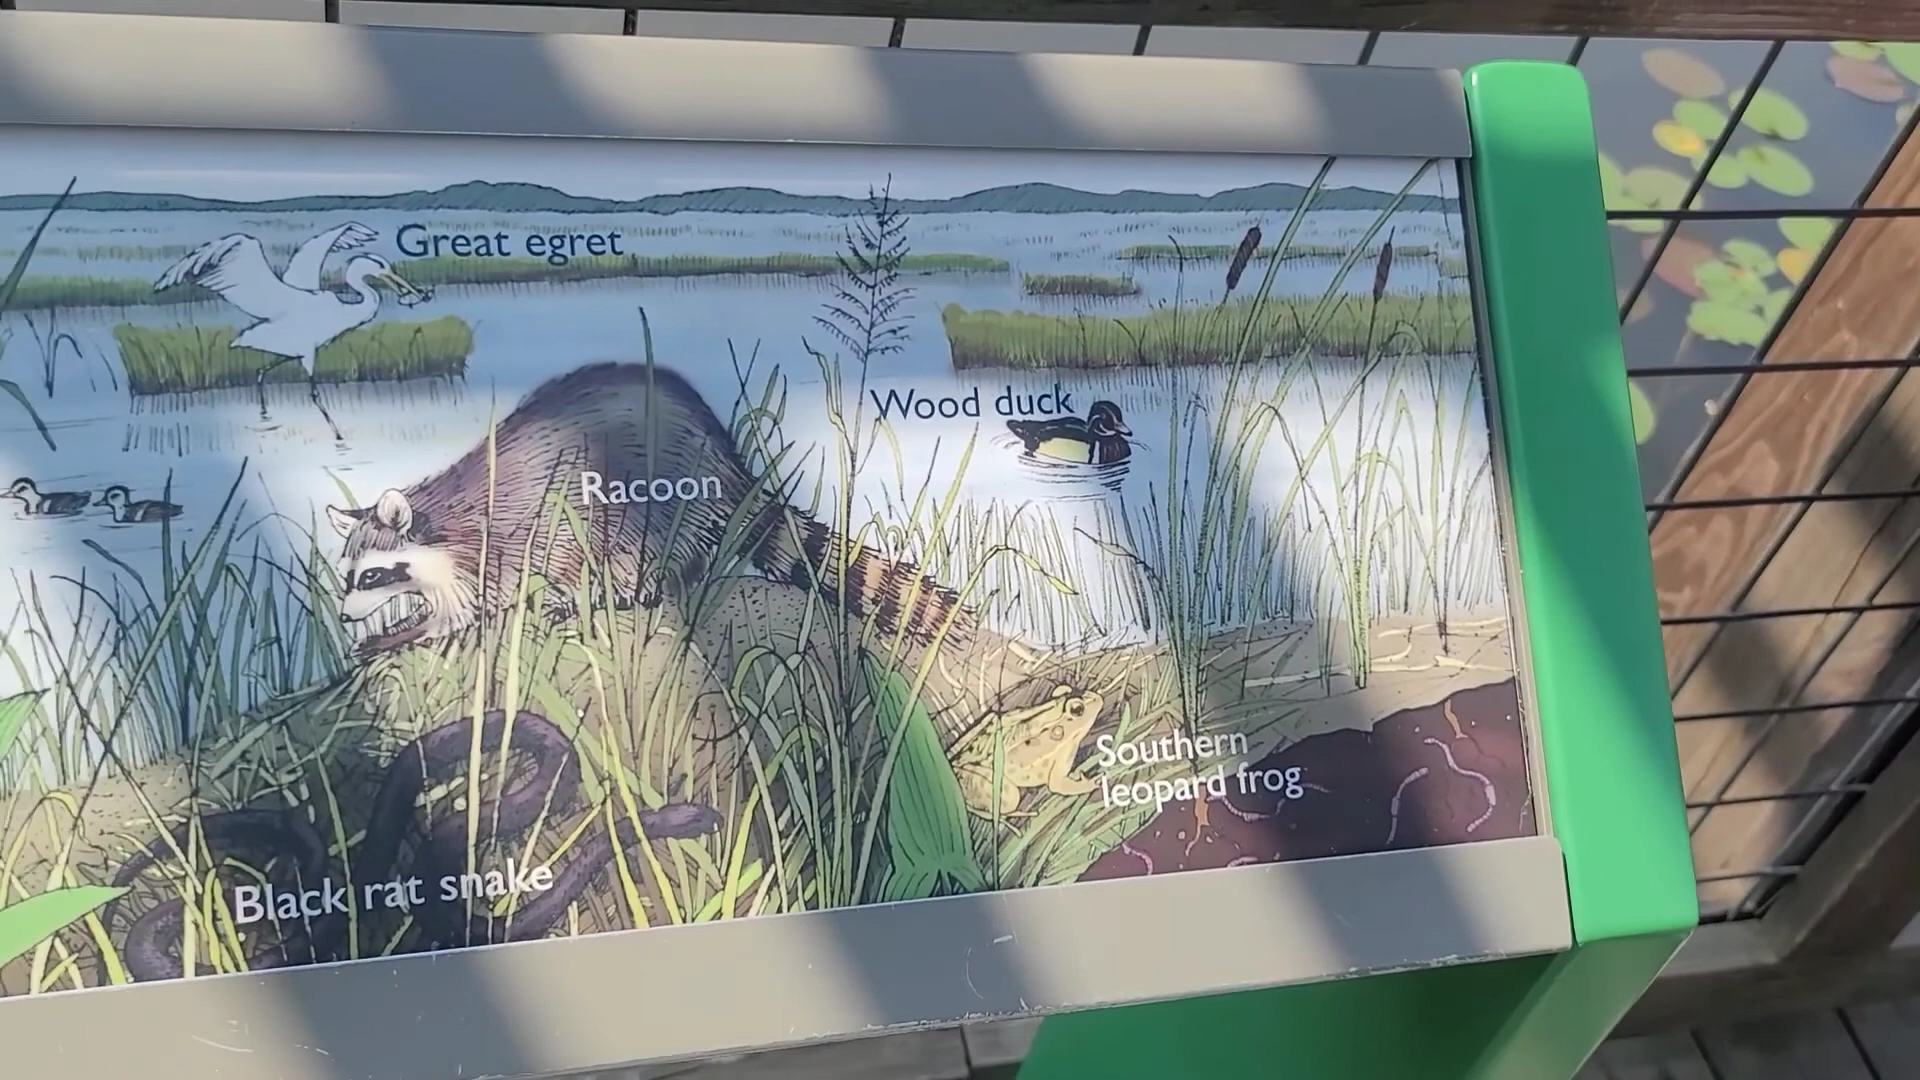 Great egret
Wood duck
Racoon
Southern
leopard frog
Black rat snake